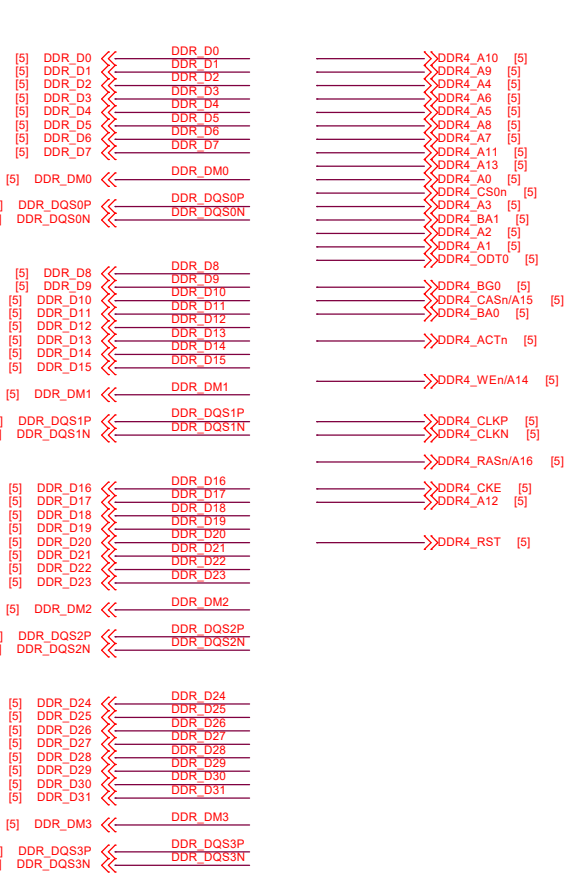 [5] DDR_D0 DDR_D0
[5] DDR_D1 DDR_D1
[5] DDR_D2 DDR_D2
[5] DDR_D3 DDR_D3
[5] DDR_D4 DDR_D4
[5] DDR_D5 DDR_D5
[5] DDR_D6 DDR_D6
[5] DDR_D7 DDR_D7
[5] DDR_DM0 DDR_DM0
] DDR_DQS0P DDR_DQS0P
] DDR_DQS0N DDR_DQS0N
[5] DDR_D8 DDR_D8
[5] DDR_D9 DDR_D9
[5] DDR_D10 DDR_D10
[5] DDR_D11 DDR_D11
[5] DDR_D12 DDR_D12
[5] DDR_D13 DDR_D13
[5] DDR_D14 DDR_D14
[5] DDR_D15 DDR_D15
[5] DDR_DM1 DDR_DM1
] DDR_DQS1P DDR_DQS1P
] DDR_DQS1N DDR_DQS1N
[5] DDR_D16 DDR_D16
[5] DDR_D17 DDR_D17
[5] DDR_D18 DDR_D18
[5] DDR_D19 DDR_D19
[5] DDR_D20 DDR_D20
[5] DDR_D21 DDR_D21
[5] DDR_D22 DDR_D22
[5] DDR_D23 DDR_D23
[5] DDR_DM2 DDR_DM2
] DDR_DQS2P DDR_DQS2P
] DDR_DQS2N DDR_DQS2N
[5] DDR_D24 DDR_D24
[5] DDR_D25 DDR_D25
[5] DDR_D26 DDR_D26
[5] DDR_D27 DDR_D27
[5] DDR_D28 DDR_D28
[5] DDR_D29 DDR_D29
[5] DDR_D30 DDR_D30
[5] DDR_D31 DDR_D31
[5] DDR_DM3 DDR_DM3
] DDR_DQS3P DDR_DQS3P
] DDR_DQS3N DDR_DQS3N
DDR4_A10 [5]
DDR4_A9 [5]
DDR4_A4 [5]
DDR4_A6 [5]
DDR4_A5 [5]
DDR4_A8 [5]
DDR4_A7 [5]
DDR4_A11 [5]
DDR4_A13 [5]
DDR4_A0 [5]
DDR4_CS0n [5]
DDR4_A3 [5]
DDR4_BA1 [5]
DDR4_A2 [5]
DDR4_A1 [5]
DDR4_ODT0 [5]
DDR4_BG0 [5]
DDR4_CASn/A15 [5]
DDR4_BA0 [5]
DDR4_ACTn [5]
DDR4_WEn/A14 [5]
DDR4_CLKP [5]
DDR4_CLKN [5]
DDR4_RASn/A16 [5]
DDR4_CKE [5]
DDR4_A12 [5]
DDR4_RST [5]